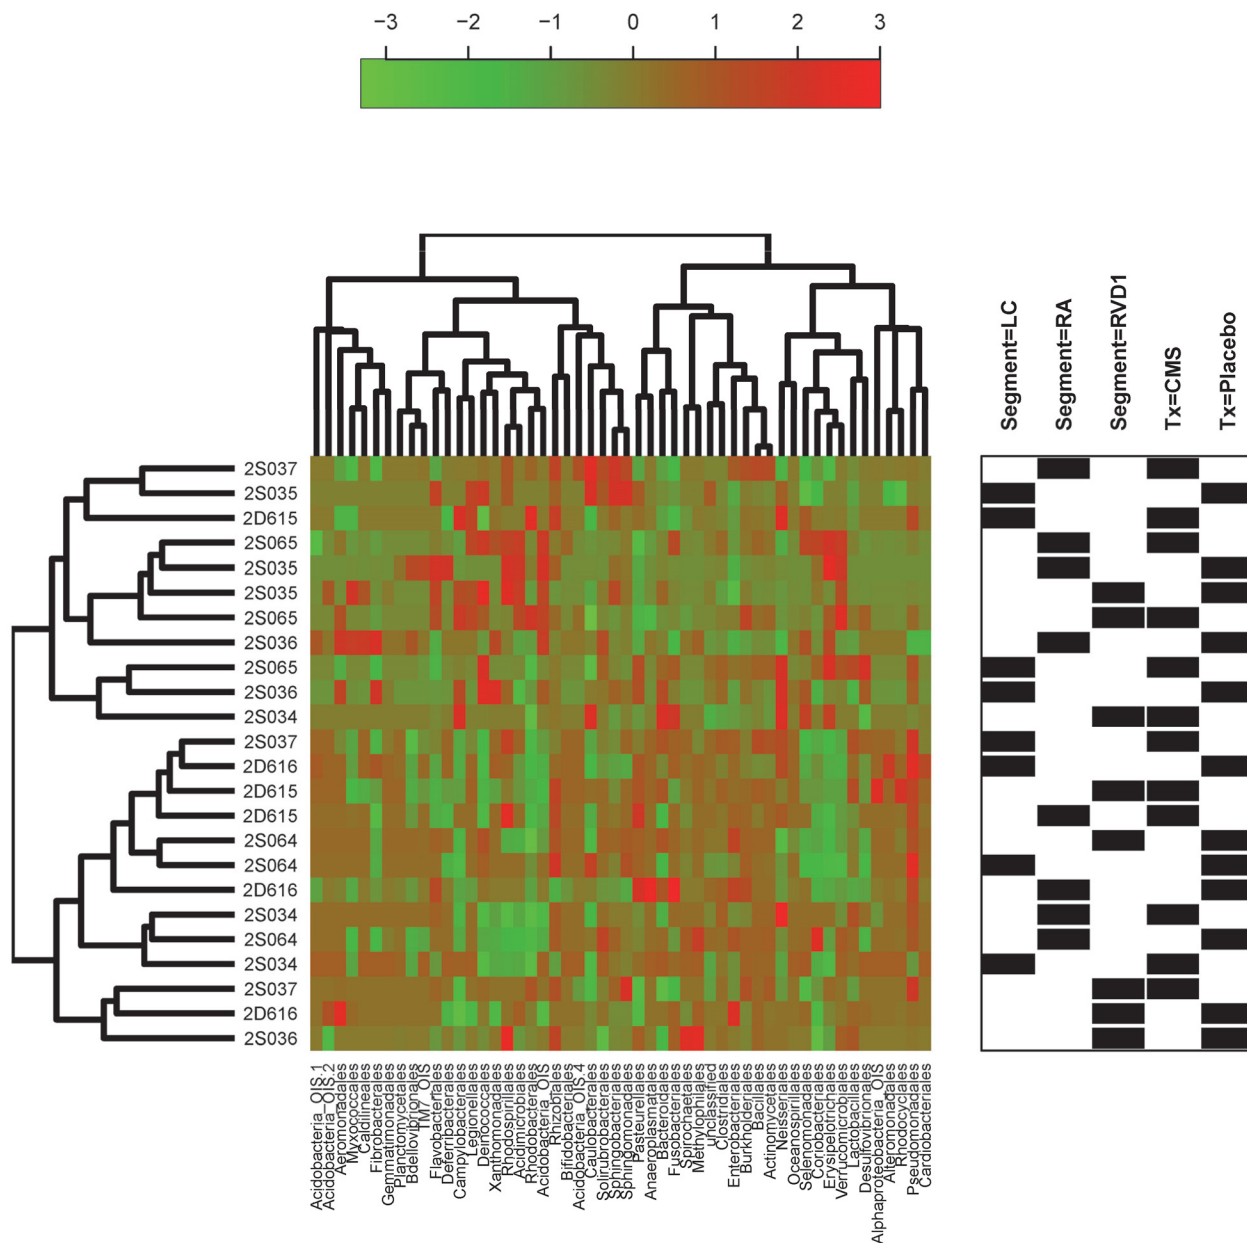 −3 −2 −1 0 1 2 3
Segment=LC
Segment=RA
Segment=RVD1
Tx=CMS
Tx=Placebo
2S037
2S035
2D615
2S065
2S035
2S035
2S065
2S036
2S065
2S036
2S034
2S037
2D616
2D615
2D615
2S064
2S064
2D616
2S034
2S064
2S034
2S037
2D616
2S036
Acidobacteria_OIS:1
Acidobacteria−OIS:2
Aeromonadales
Myxococcales
Caldilineales
Fibrobacterales
Gemmatimonadales
Planctomycetales
Bdellovibrionales
TM7_OIS
Flavobacteriales
Deferribacterales
Campylobacterales
Legionellales
Deinococcales
Xanthomonadales
Rhodospirillales
Acidimicrobiales
Rhodobacterales
Acidobacteria_OIS
Rhizobiales
Bifidobacteriales
Acidobacteria_OIS.4
Caulobacterales
Solirubrobacterales
Sphingobacteriales
Sphingomonadales
Pasteurellales
Anaeroplasmatales
Bacteroidales
Fusobacteriales
Spirochaetales
Methylophilales
unclassified
Clostridiales
Enterobacteriales
Burkholderiales
Bacillales
Actinomycetales
Neisseriales
Oceanospirillales
Selenomonadales
Coriobacteriales
Erysipelotrichales
Verrucomicrobiales
Lactobacillales
Desulfovibrionales
Alphaproteobacteria_OIS
Alteromonadales
Rhodocyclales
Pseudomonadales
Cardiobacteriales